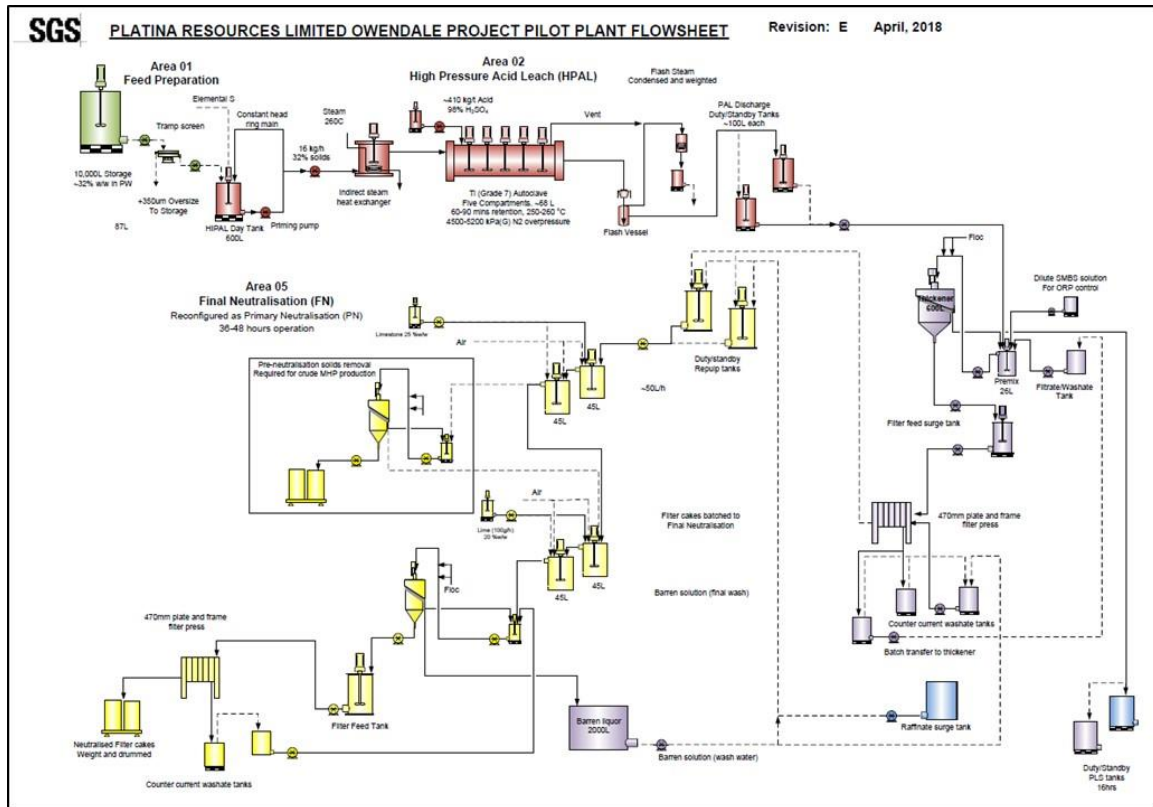 SGS
PLATINA RESOURCES LIMITED OWENDALE PROJECT PILOT PLANT FLOWSHEET
Revision: E April, 2018
Area 01
Feed Preparation
Area 02
High Pressure Acid Leach (HPAL)
Flash Steam
Condensed and weighted
Elemental S
Tramp screen
Constant head
ring main
Steam
260C
~410 kg/t Acid
98% H₂SO₄
Vent
PAL Discharge
Duty/Standby Tanks
~100L each
16 kg/h
32% solids
10,000L Storage
~32% w/w in PW
+350um Oversize
To Storage
87L
HIPAL Day Tank
600L
Priming pump
Indirect steam
heat exchanger
Ti (Grade 7) Autoclave
Five Compartments, ~68 L
60-90 mins retention, 250-260 °C
4500-5200 kPa(G) N2 overpressure
Flash Vessel
Floc
Dilute SMBS solution
For ORP control
Thickener
600L
Premix
26L
Filtrate/Washate
Tank
Filter feed surge tank
Area 05
Final Neutralisation (FN)
Reconfigured as Primary Neutralisation (PN)
36-48 hours operation
Limestone 25 %w/w
Air
Duty/standby
Repulp tanks
~50L/h
45L
45L
Pre-neutralisation solids removal
Required for crude MHP production
Air
Lime (100g/h)
20 %w/w
45L
45L
Filter cakes batched to
Final Neutralisation
470mm plate and frame
filter press
Barren solution (final wash)
Counter current washate tanks
Batch transfer to thickener
Floc
470mm plate and frame
filter press
Filter Feed Tank
Neutralised Filter cakes
Weight and drummed
Counter current washate tanks
Barren liquor
2000L
Barren solution (wash water)
Raffinate surge tank
Duty/Standby
PLS tanks
16hrs